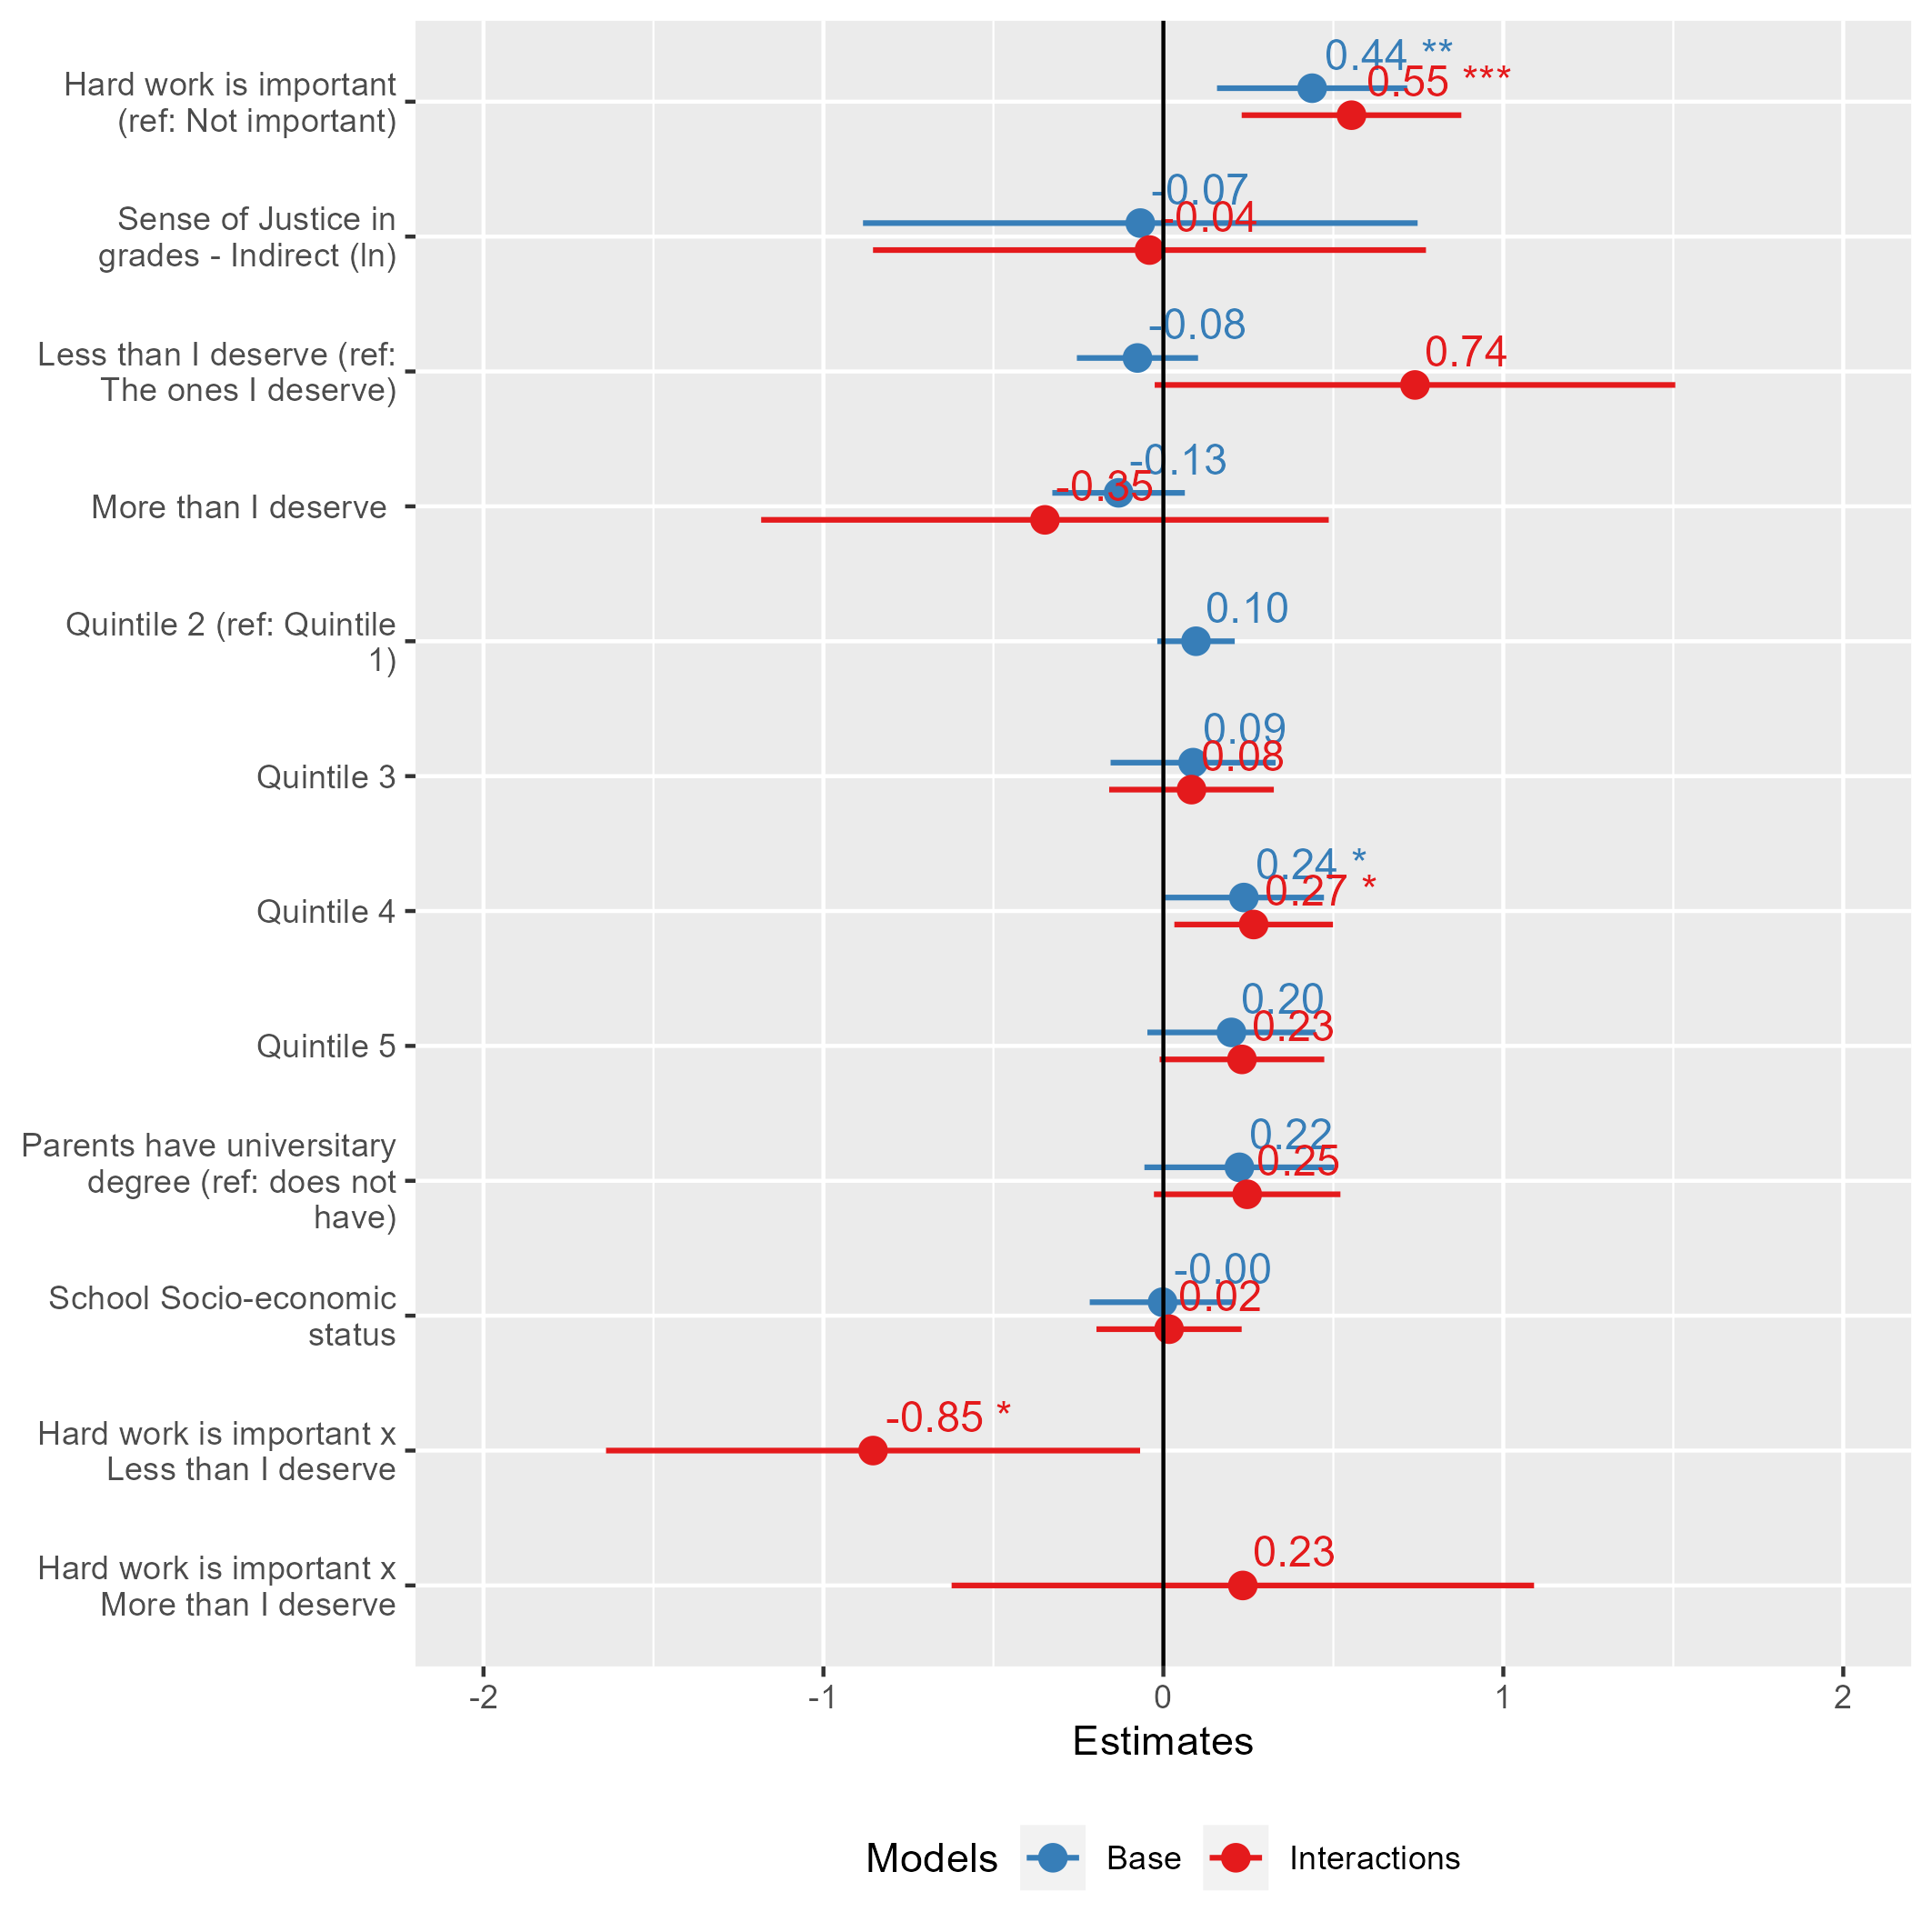 Hard work is important
(ref: Not important)
0.44 **
0.55 ***
Sense of Justice in
grades - Indirect (ln)
-0.07
-0.04
Less than I deserve (ref:
The ones I deserve)
-0.08
0.74
More than I deserve
-0.13
-0.35
Quintile 2 (ref: Quintile
1)
0.10
Quintile 3
0.09
0.08
Quintile 4
0.24 *
0.27 *
Quintile 5
0.20
0.23
Parents have universitary
degree (ref: does not
have)
0.22
0.25
School Socio-economic
status
-0.00
0.02
Hard work is important x
Less than I deserve
-0.85 *
Hard work is important x
More than I deserve
0.23
-2 -1 0 1 2
Estimates
Models Base Interactions